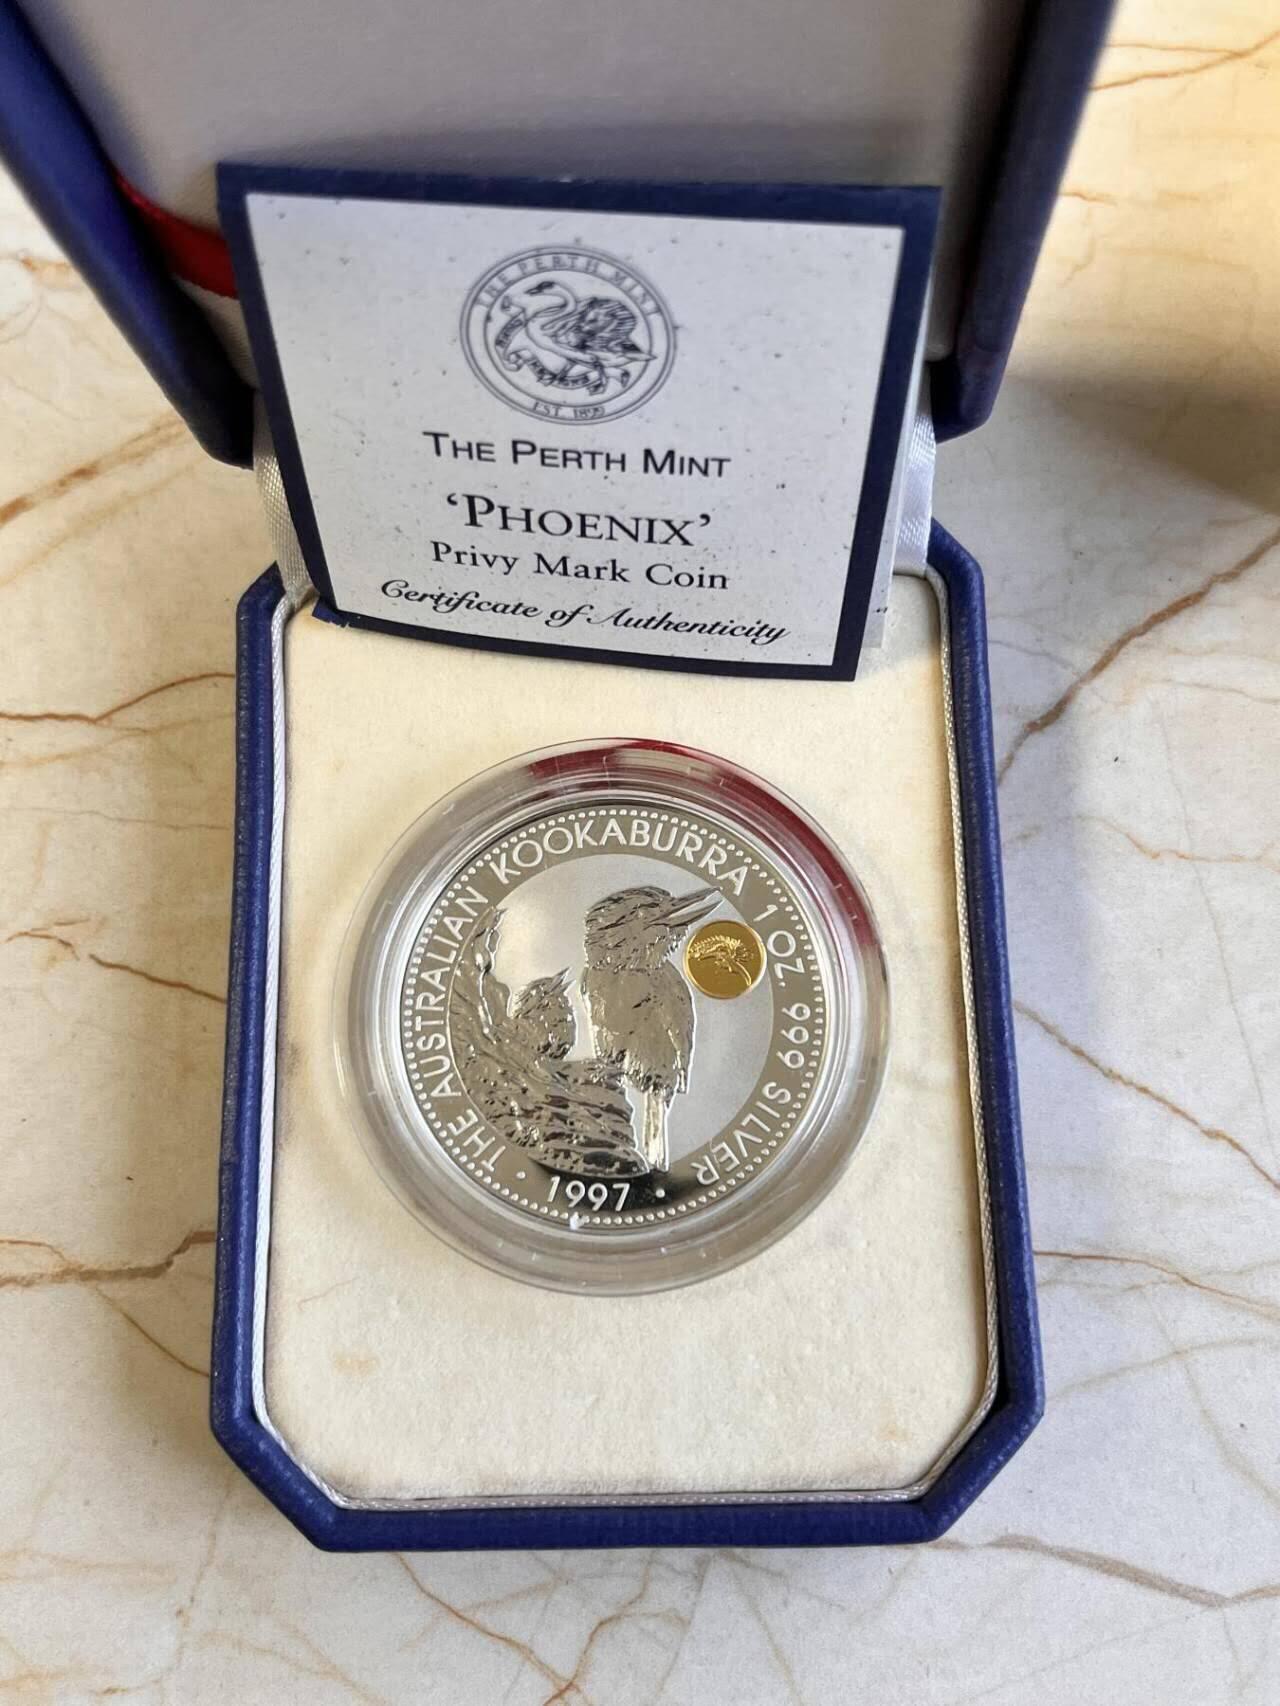 THE PERTH MINT
EST. 1899
THE PERTH MINT
'PHOENIX'
Privy Mark Coin
Certificate of Authenticity
THE AUSTRALIAN KOOKABURRA 1 OZ. 999 SILVER
· 1997 ·